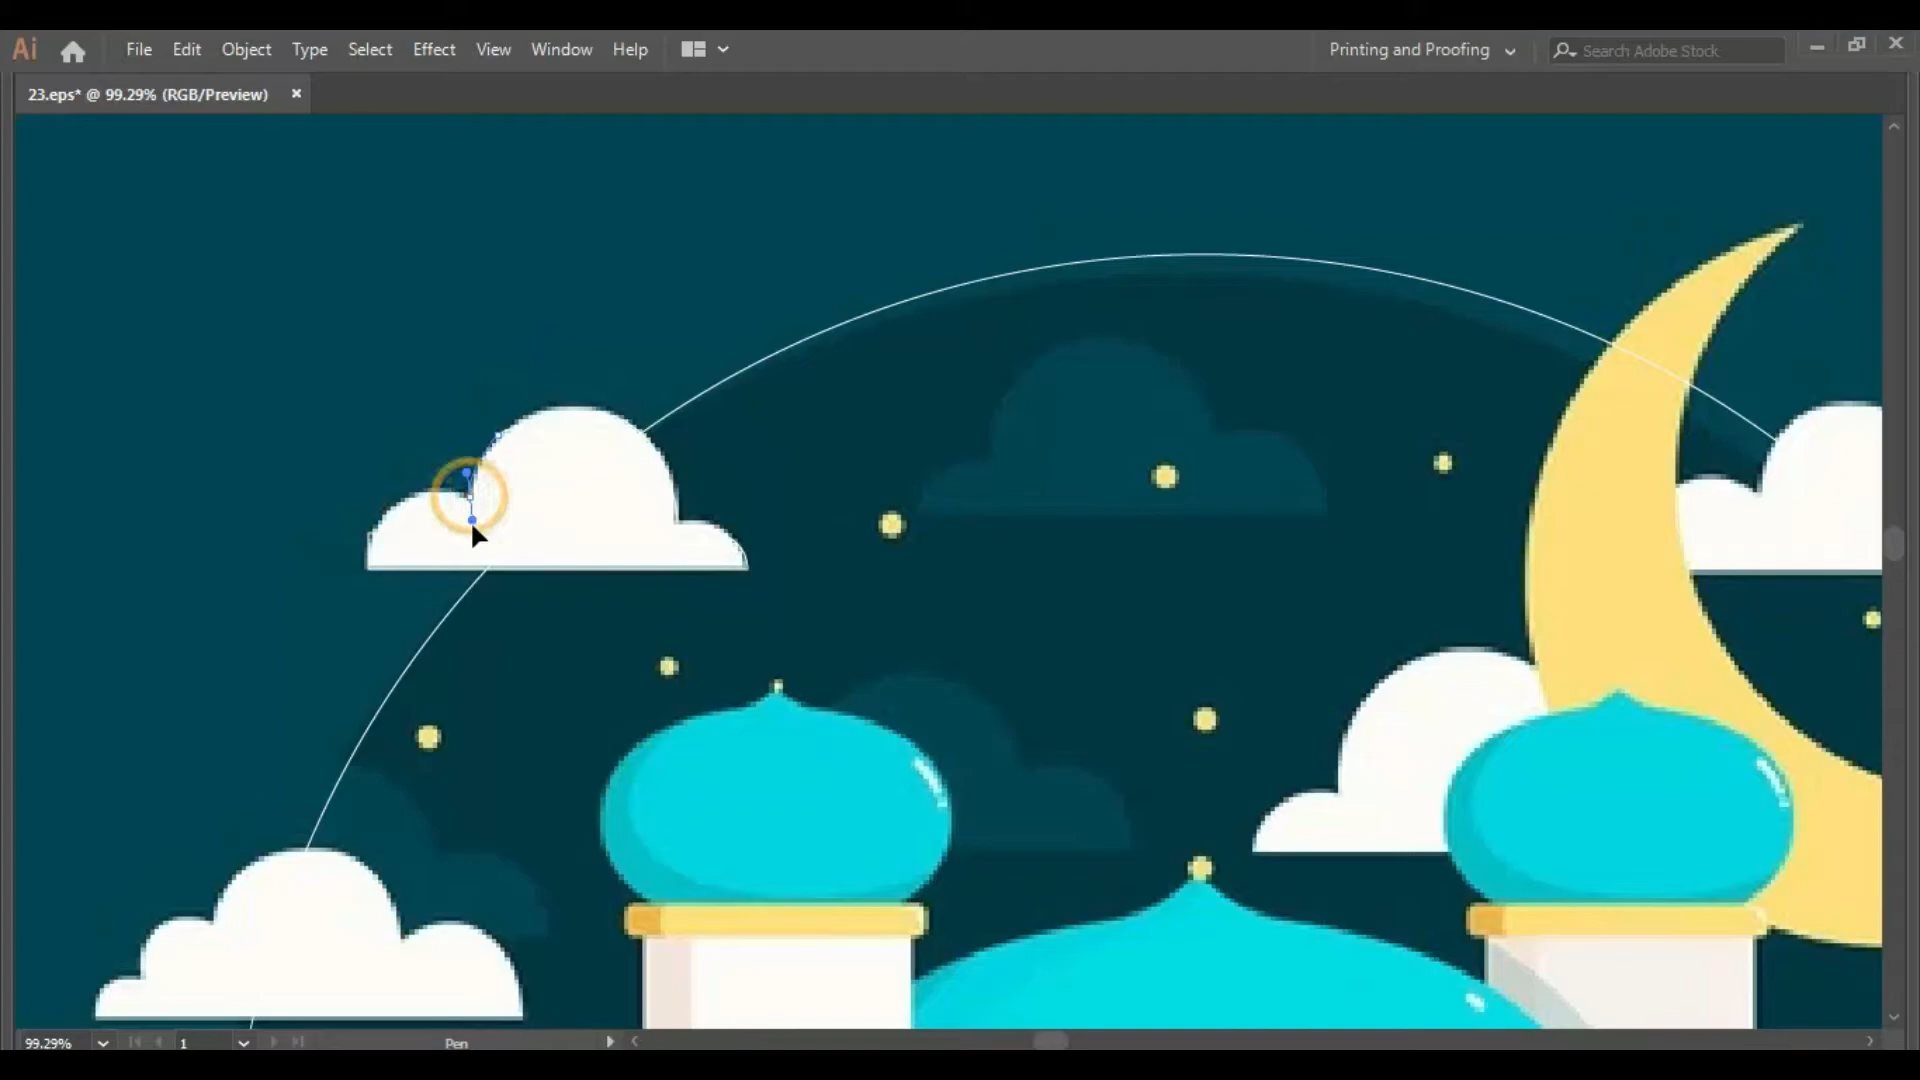 Ai File Edit Object Type Select Effect View Window Help Printing and Proofing Search Adobe Stock
23.eps* @ 99.29% (RGB/Preview) ×
99.29% 1 Pen